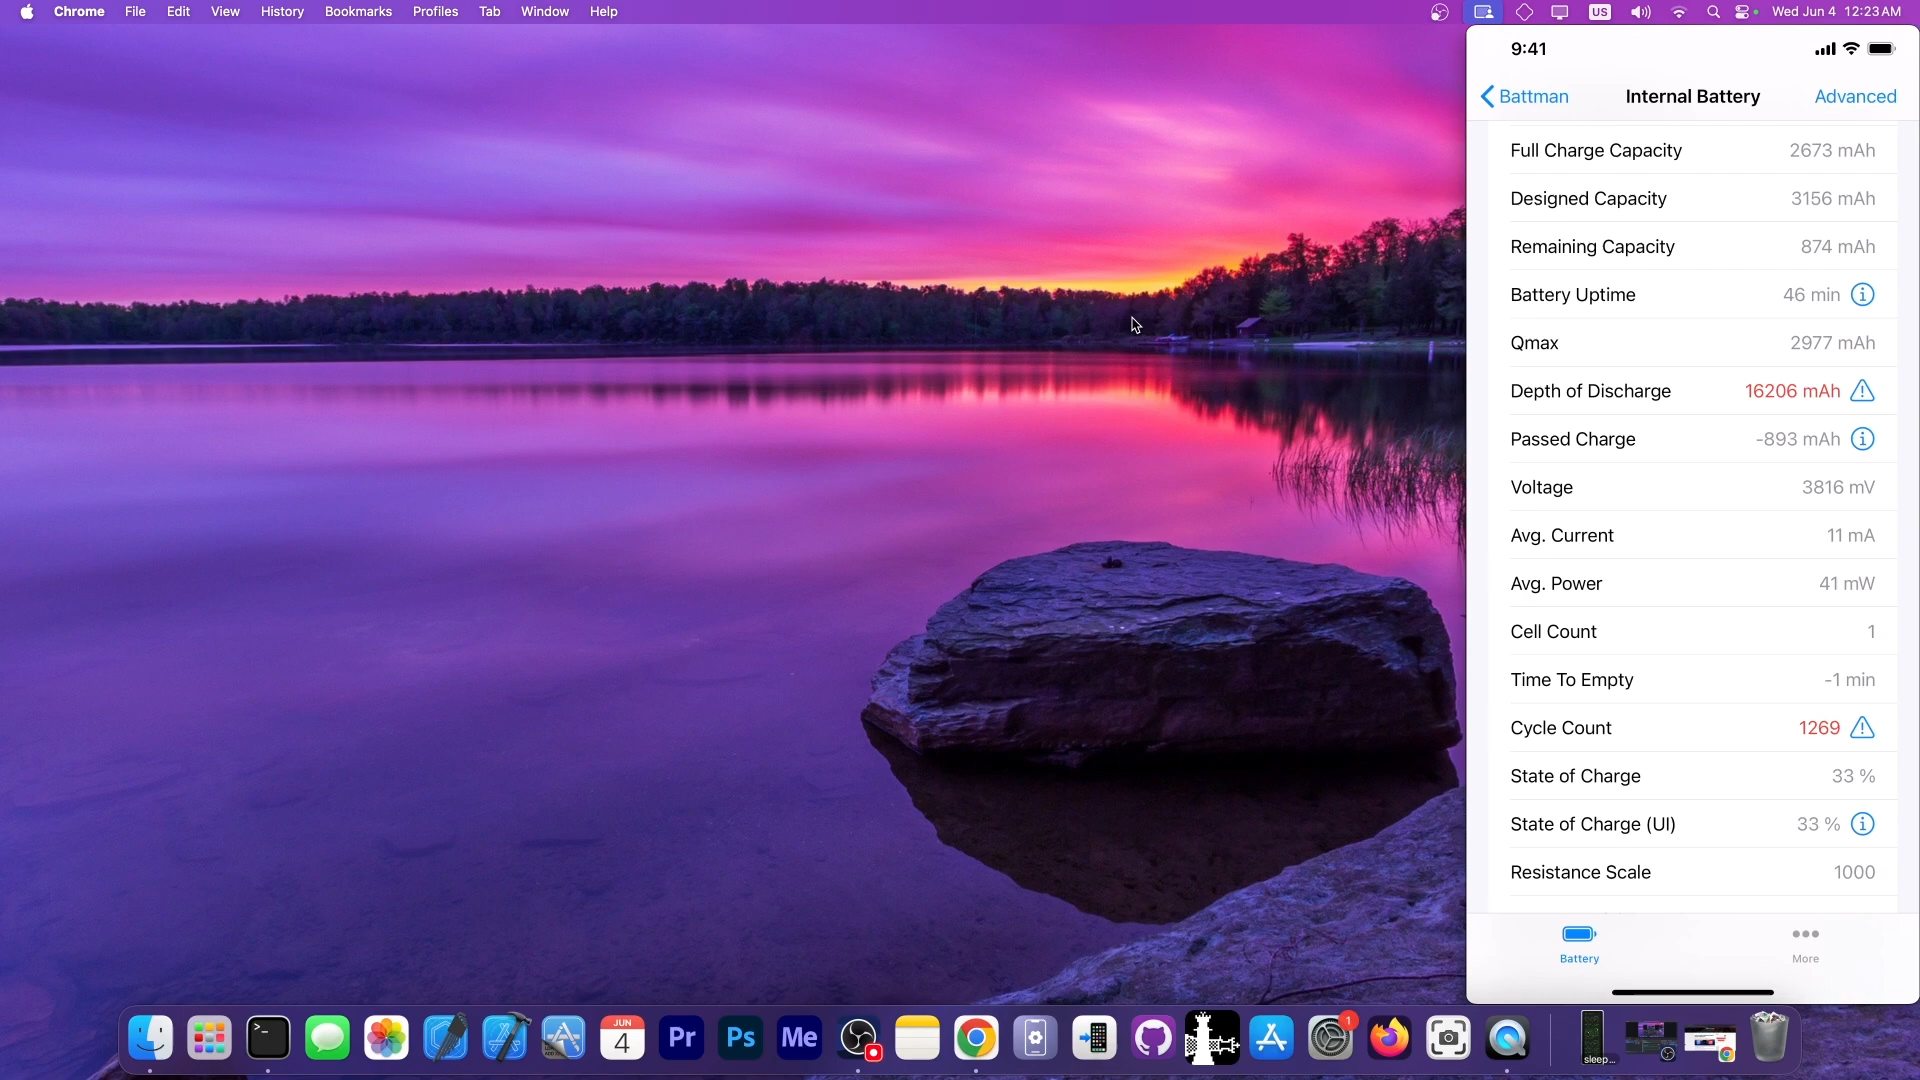 Chrome File Edit View History Bookmarks Profiles Tab Window Help US Wed Jun 4 12:23 AM
9:41
Battman Internal Battery Advanced
Full Charge Capacity 2673 mAh
Designed Capacity 3156 mAh
Remaining Capacity 874 mAh
Battery Uptime 46 min
Qmax 2977 mAh
Depth of Discharge 16206 mAh
Passed Charge -893 mAh
Voltage 3816 mV
Avg. Current 11 mA
Avg. Power 41 mW
Cell Count 1
Time To Empty -1 min
Cycle Count 1269
State of Charge 33 %
State of Charge (UI) 33 %
Resistance Scale 1000
Battery More
>_
JUN
4
Pr Ps Me
1
sleep...